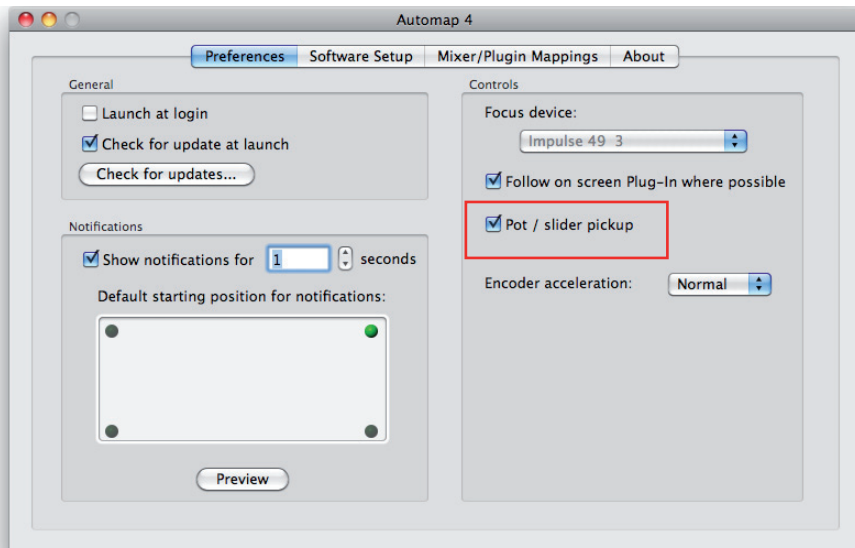 Automap 4
Preferences Software Setup Mixer/Plugin Mappings About
General
Launch at login
Check for update at launch
Check for updates...
Notifications
Show notifications for 1 seconds
Default starting position for notifications:
Preview
Controls
Focus device:
Impulse 49 3
Follow on screen Plug-In where possible
Pot / slider pickup
Encoder acceleration: Normal